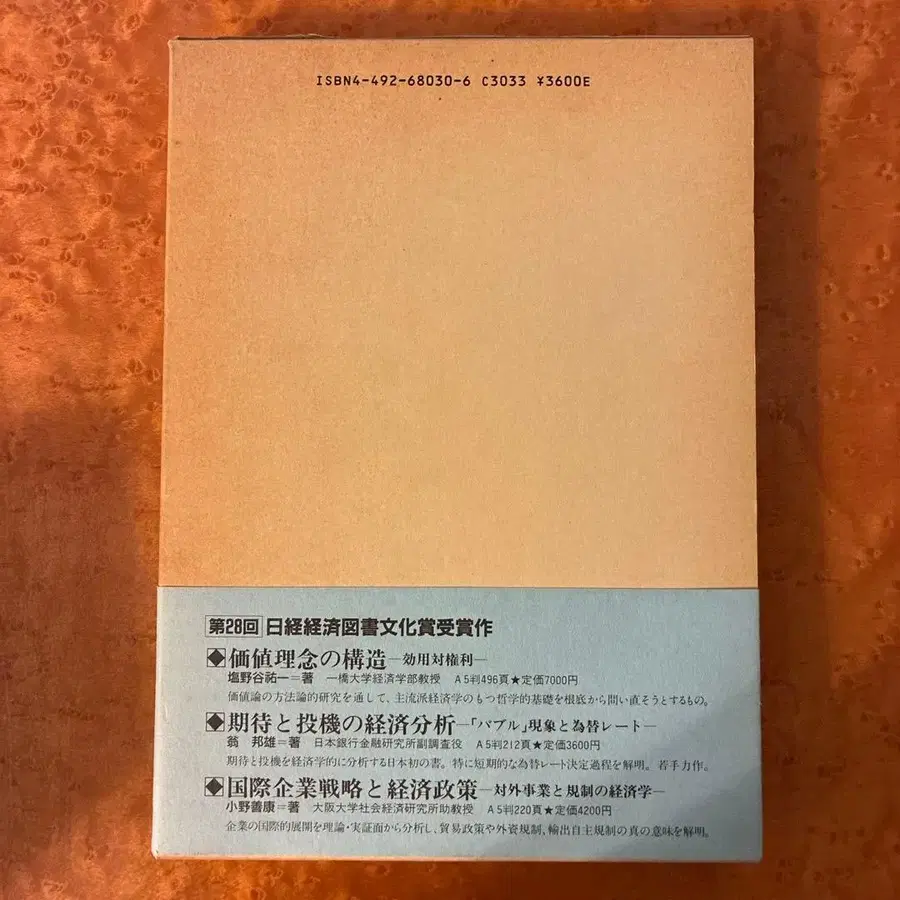 ISBN4-492-68030-6 C3033 ¥3600E
第28回 日経経済図書文化賞受賞作
◆価値理念の構造―効用対権利―
塩野谷祐一=著 一橋大学経済学部教授 A5判496頁★定価7000円
価値論の方法論的研究を通して、主流派経済学のもつ哲学的基礎を根底から問い直そうとするもの。
◆期待と投機の経済分析―「バブル」現象と為替レート―
翁 邦雄=著 日本銀行金融研究所副調査役 A5判212頁★定価3600円
期待と投機を経済学的に分析する日本初の書。特に短期的な為替レート決定過程を解明。若手力作。
◆国際企業戦略と経済政策―対外事業と規制の経済学―
小野善康=著 大阪大学社会経済研究所助教授 A5判220頁★定価4200円
企業の国際的展開を理論・実証面から分析し、貿易政策や外資規制、輸出自主規制の真の意味を解明。